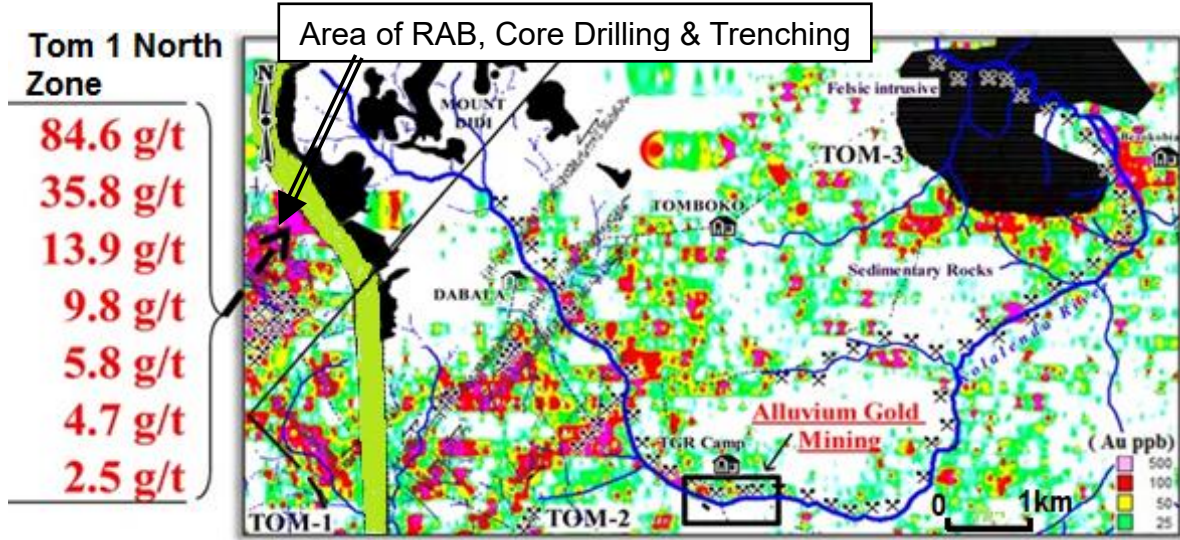 Area of RAB, Core Drilling & Trenching
Tom 1 North
Zone
84.6 g/t
35.8 g/t
13.9 g/t
9.8 g/t
5.8 g/t
4.7 g/t
2.5 g/t
N
MOUNT
DIDI
Felsic intrusive
TOM-3
TOMBOKO
DABALA
Sedimentary Rocks
Alluvium Gold
Mining
TGR Camp
TOM-1
TOM-2
River
( Au ppb)
500
100
50
25
0 1km